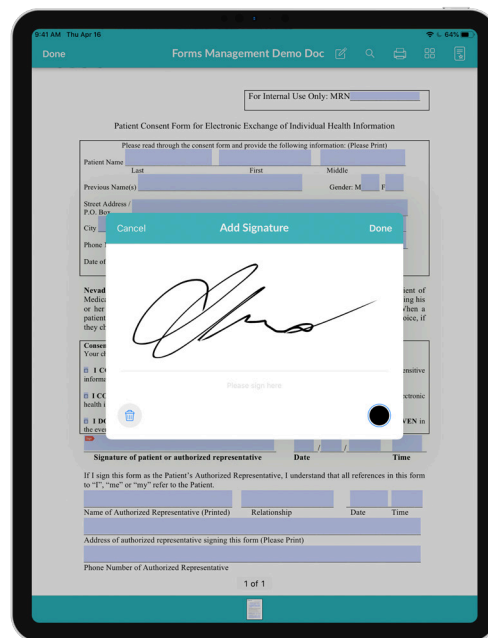 9:41 AM Thu Apr 16
64%
Done
Forms Management Demo Doc
For Internal Use Only: MRN
Patient Consent Form for Electronic Exchange of Individual Health Information
Please read through the consent form and provide the following information: (Please Print)
Patient Name
Last First Middle
Previous Name(s) Gender: M F
Street Address /
P.O. Box
City
Phone
Date of
Cancel
Add Signature
Done
Please sign here
Nevad
ient of
Medica
ing his
or her
When a
patient
oice, if
they ch
Consen
Your ch
I CO
ensitive
informa
I CO
ectronic
health i
I DO
VEN in
the eve
Signature of patient or authorized representative Date Time
If I sign this form as the Patient's Authorized Representative, I understand that all references in this form
to "I", "me" or "my" refer to the Patient.
Name of Authorized Representative (Printed) Relationship Date Time
Address of authorized representative signing this form (Please Print)
Phone Number of Authorized Representative
1 of 1